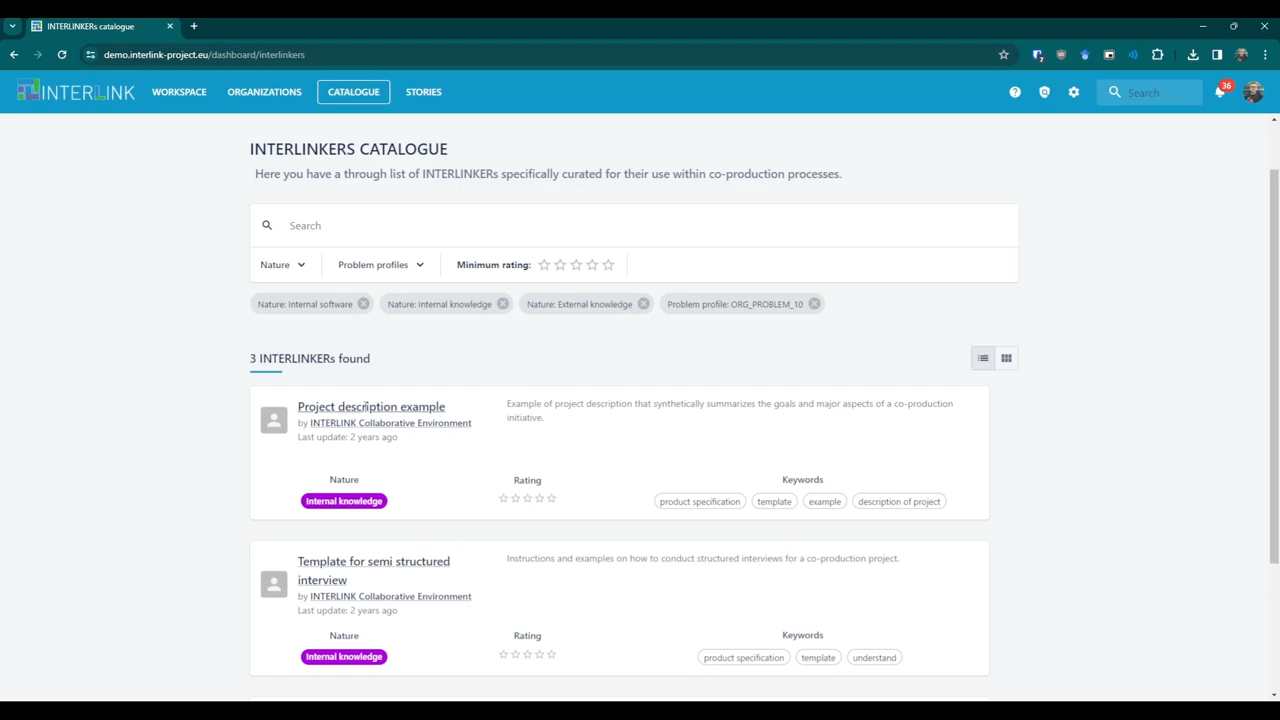 INTERLINKERs catalogue
demo.interlink-project.eu/dashboard/interlinkers
INTERLINK
WORKSPACE
ORGANIZATIONS
CATALOGUE
STORIES
Search
36
INTERLINKERS CATALOGUE
Here you have a through list of INTERLINKERs specifically curated for their use within co-production processes.
Search
Nature
Problem profiles
Minimum rating:
Nature: Internal software
Nature: Internal knowledge
Nature: External knowledge
Problem profile: ORG_PROBLEM_10
3 INTERLINKERs found
Project description example
by INTERLINK Collaborative Environment
Last update: 2 years ago
Example of project description that synthetically summarizes the goals and major aspects of a co-production
initiative.
Nature
Rating
Keywords
Internal knowledge
product specification
template
example
description of project
Template for semi structured
interview
by INTERLINK Collaborative Environment
Last update: 2 years ago
Instructions and examples on how to conduct structured interviews for a co-production project.
Nature
Rating
Keywords
Internal knowledge
product specification
template
understand